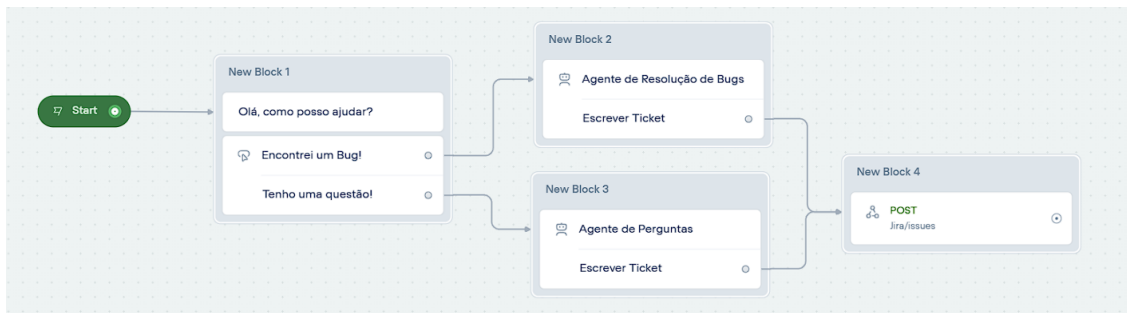 Start
New Block 1
Olá, como posso ajudar?
Encontrei um Bug!
Tenho uma questão!
New Block 2
Agente de Resolução de Bugs
Escrever Ticket
New Block 3
Agente de Perguntas
Escrever Ticket
New Block 4
POST
Jira/issues